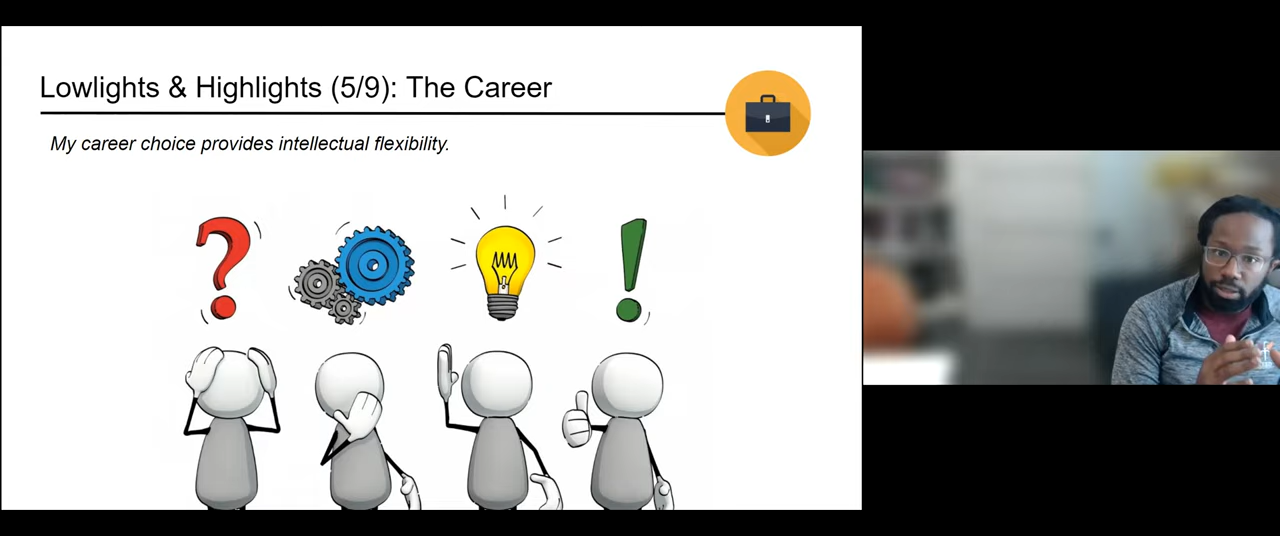 Lowlights & Highlights (5/9): The Career
My career choice provides intellectual flexibility.